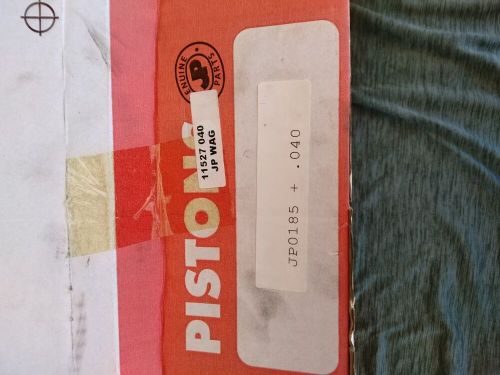 GENUINE PARTS
JP
11527 040
JP WAG
PISTONS
JP0185 + .040